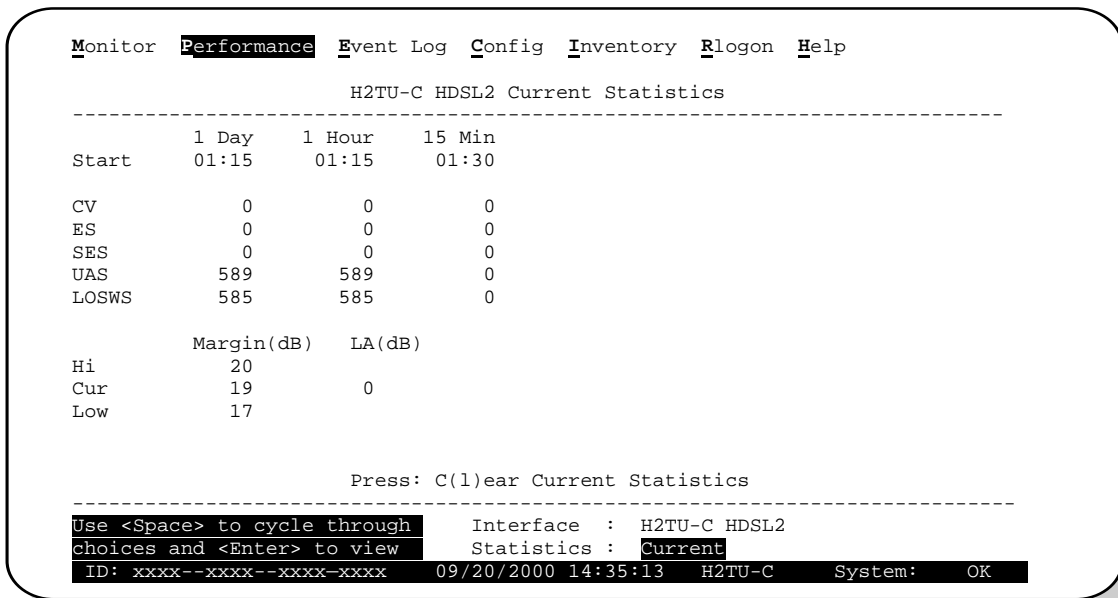 Monitor Performance Event Log Config Inventory Rlogon Help
H2TU-C HDSL2 Current Statistics
--------------------------------------------------------------------------------
1 Day 1 Hour 15 Min
Start 01:15 01:15 01:30
CV 0 0 0
ES 0 0 0
SES 0 0 0
UAS 589 589 0
LOSWS 585 585 0
Margin(dB) LA(dB)
Hi 20
Cur 19 0
Low 17
Press: C(l)ear Current Statistics
--------------------------------------------------------------------------------
Use <Space> to cycle through Interface : H2TU-C HDSL2
choices and <Enter> to view Statistics : Current
ID: xxxx--xxxx--xxxx—xxxx 09/20/2000 14:35:13 H2TU-C System: OK